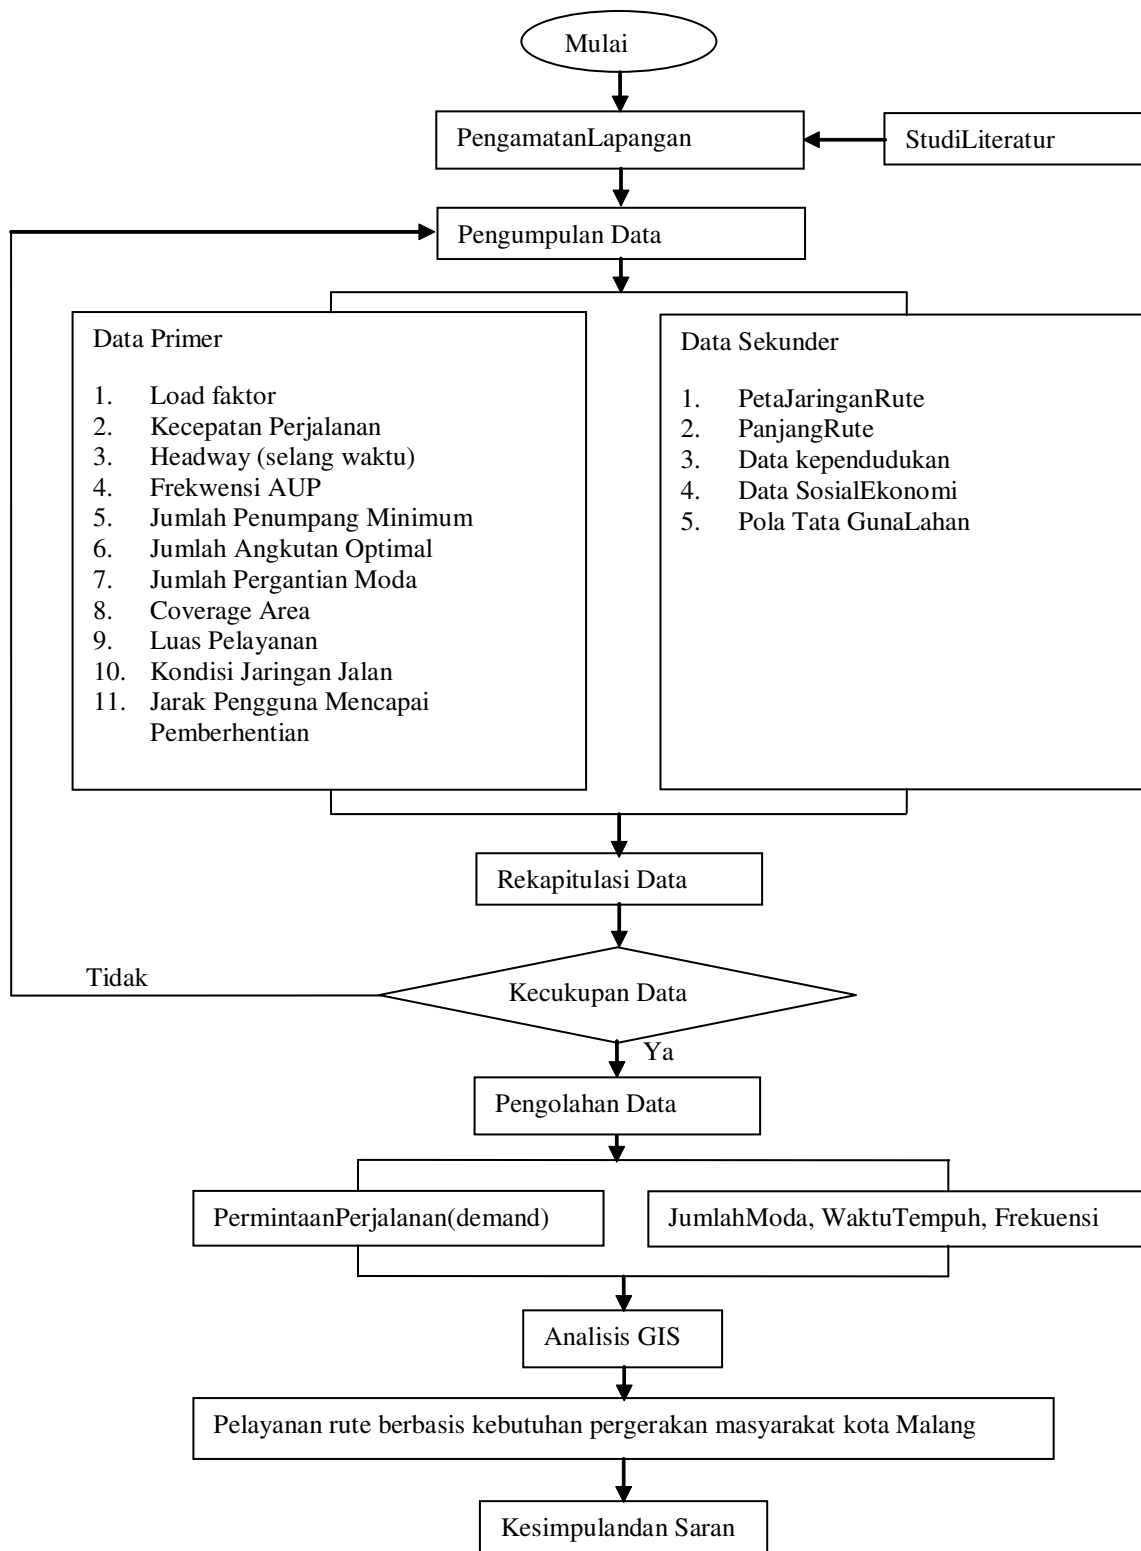 Mulai
PengamatanLapangan
StudiLiteratur
Pengumpulan Data
Data Primer
1. Load faktor
2. Kecepatan Perjalanan
3. Headway (selang waktu)
4. Frekwensi AUP
5. Jumlah Penumpang Minimum
6. Jumlah Angkutan Optimal
7. Jumlah Pergantian Moda
8. Coverage Area
9. Luas Pelayanan
10. Kondisi Jaringan Jalan
11. Jarak Pengguna Mencapai
Pemberhentian
Data Sekunder
1. PetaJaringanRute
2. PanjangRute
3. Data kependudukan
4. Data SosialEkonomi
5. Pola Tata GunaLahan
Rekapitulasi Data
Tidak
Kecukupan Data
Ya
Pengolahan Data
PermintaanPerjalanan(demand)
JumlahModa, WaktuTempuh, Frekuensi
Analisis GIS
Pelayanan rute berbasis kebutuhan pergerakan masyarakat kota Malang
Kesimpulandan Saran